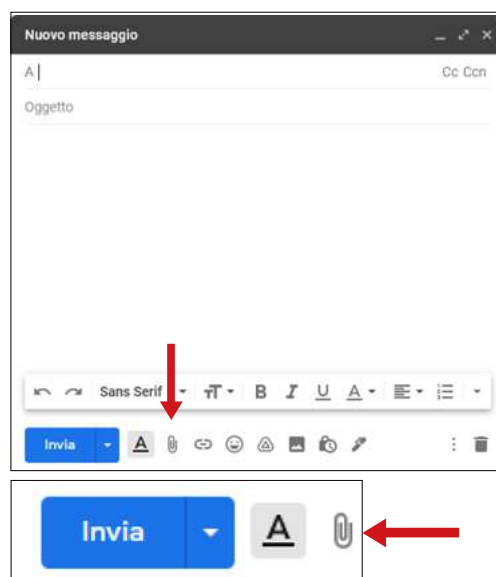 Nuovo messaggio
A Cc Ccn
Oggetto
Sans Serif B I U A
Invia A
Invia A